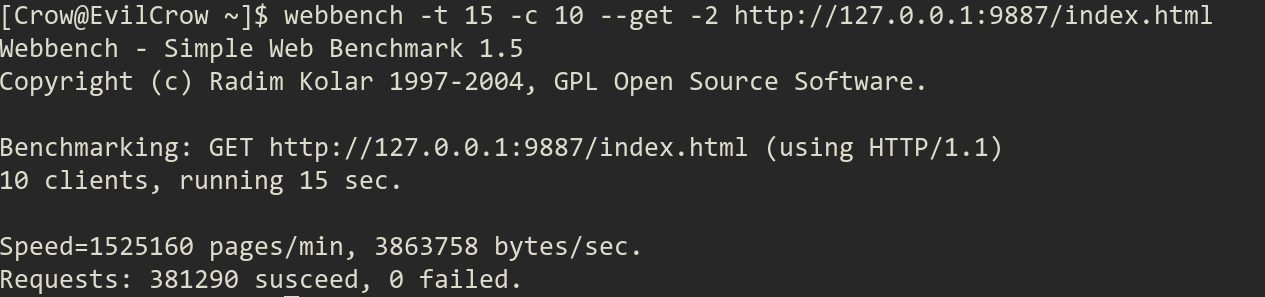 [Crow@EvilCrow ~]$ webbench -t 15 -c 10 --get -2 http://127.0.0.1:9887/index.html
Webbench - Simple Web Benchmark 1.5
Copyright (c) Radim Kolar 1997-2004, GPL Open Source Software.
Benchmarking: GET http://127.0.0.1:9887/index.html (using HTTP/1.1)
10 clients, running 15 sec.
Speed=1525160 pages/min, 3863758 bytes/sec.
Requests: 381290 susceed, 0 failed.